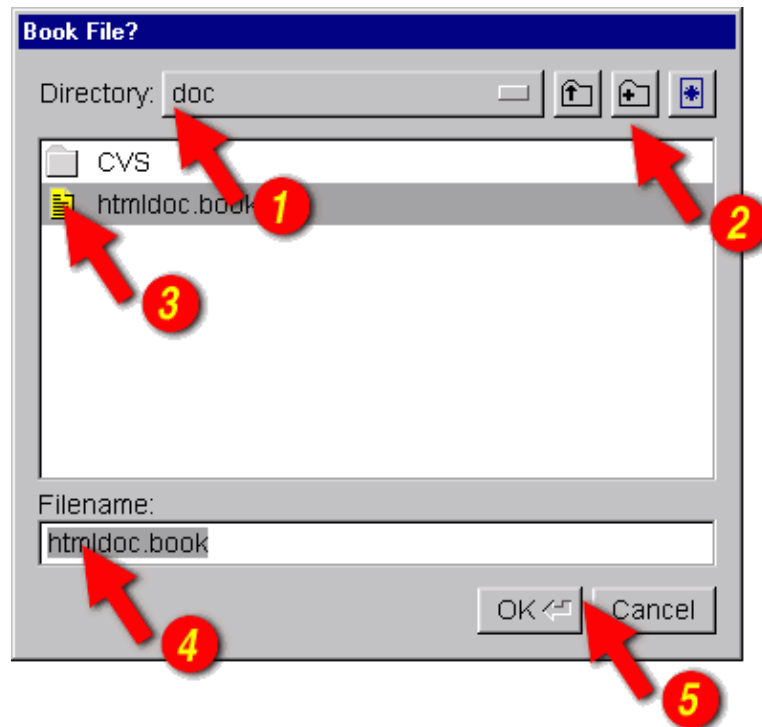 Book File?
Directory: doc
CVS
htmldoc.book
1
2
3
Filename:
htmldoc.book
OK Cancel
4
5